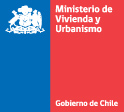 Ministerio de
Vivienda y
Urbanismo
Gobierno de Chile